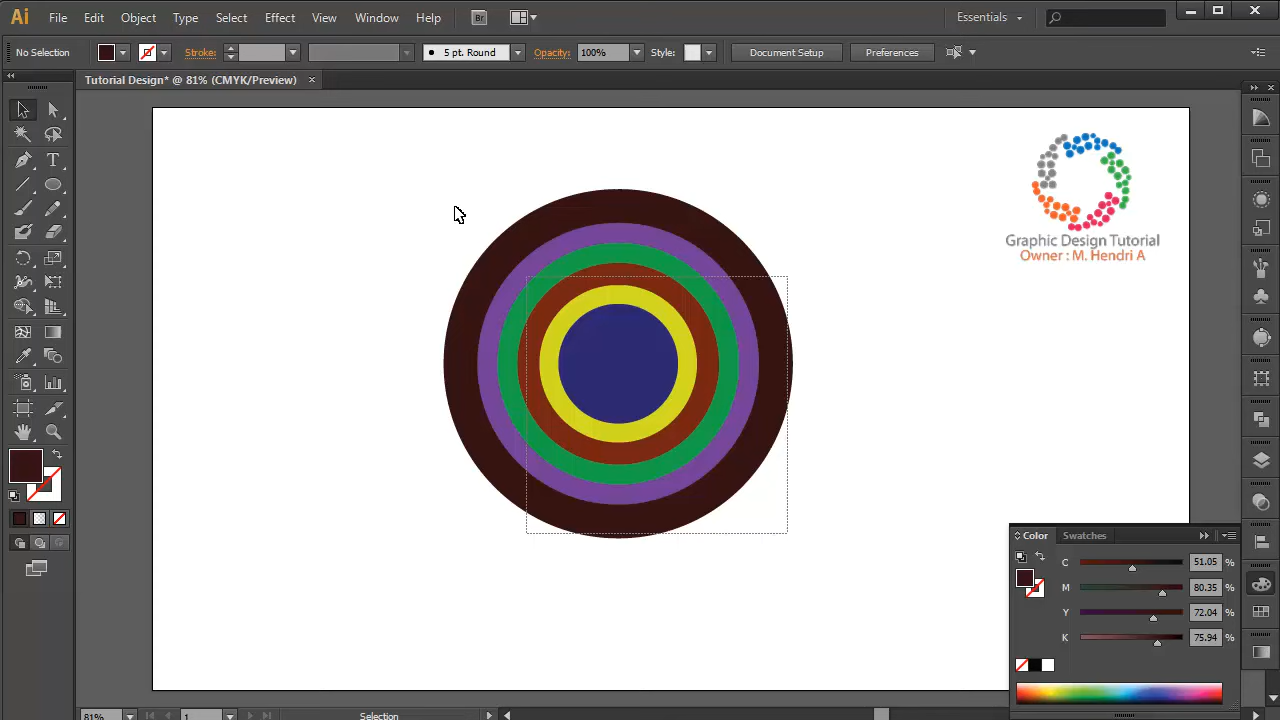 Ai File Edit Object Type Select Effect View Window Help Br Essentials
No Selection Stroke: 5 pt. Round Opacity: 100% Style: Document Setup Preferences
Tutorial Design* @ 81% (CMYK/Preview)
T
Graphic Design Tutorial
Owner : M. Hendri A
Color Swatches
C 51.05 %
M 80.35 %
Y 72.04 %
K 75.94 %
81% 1 Selection